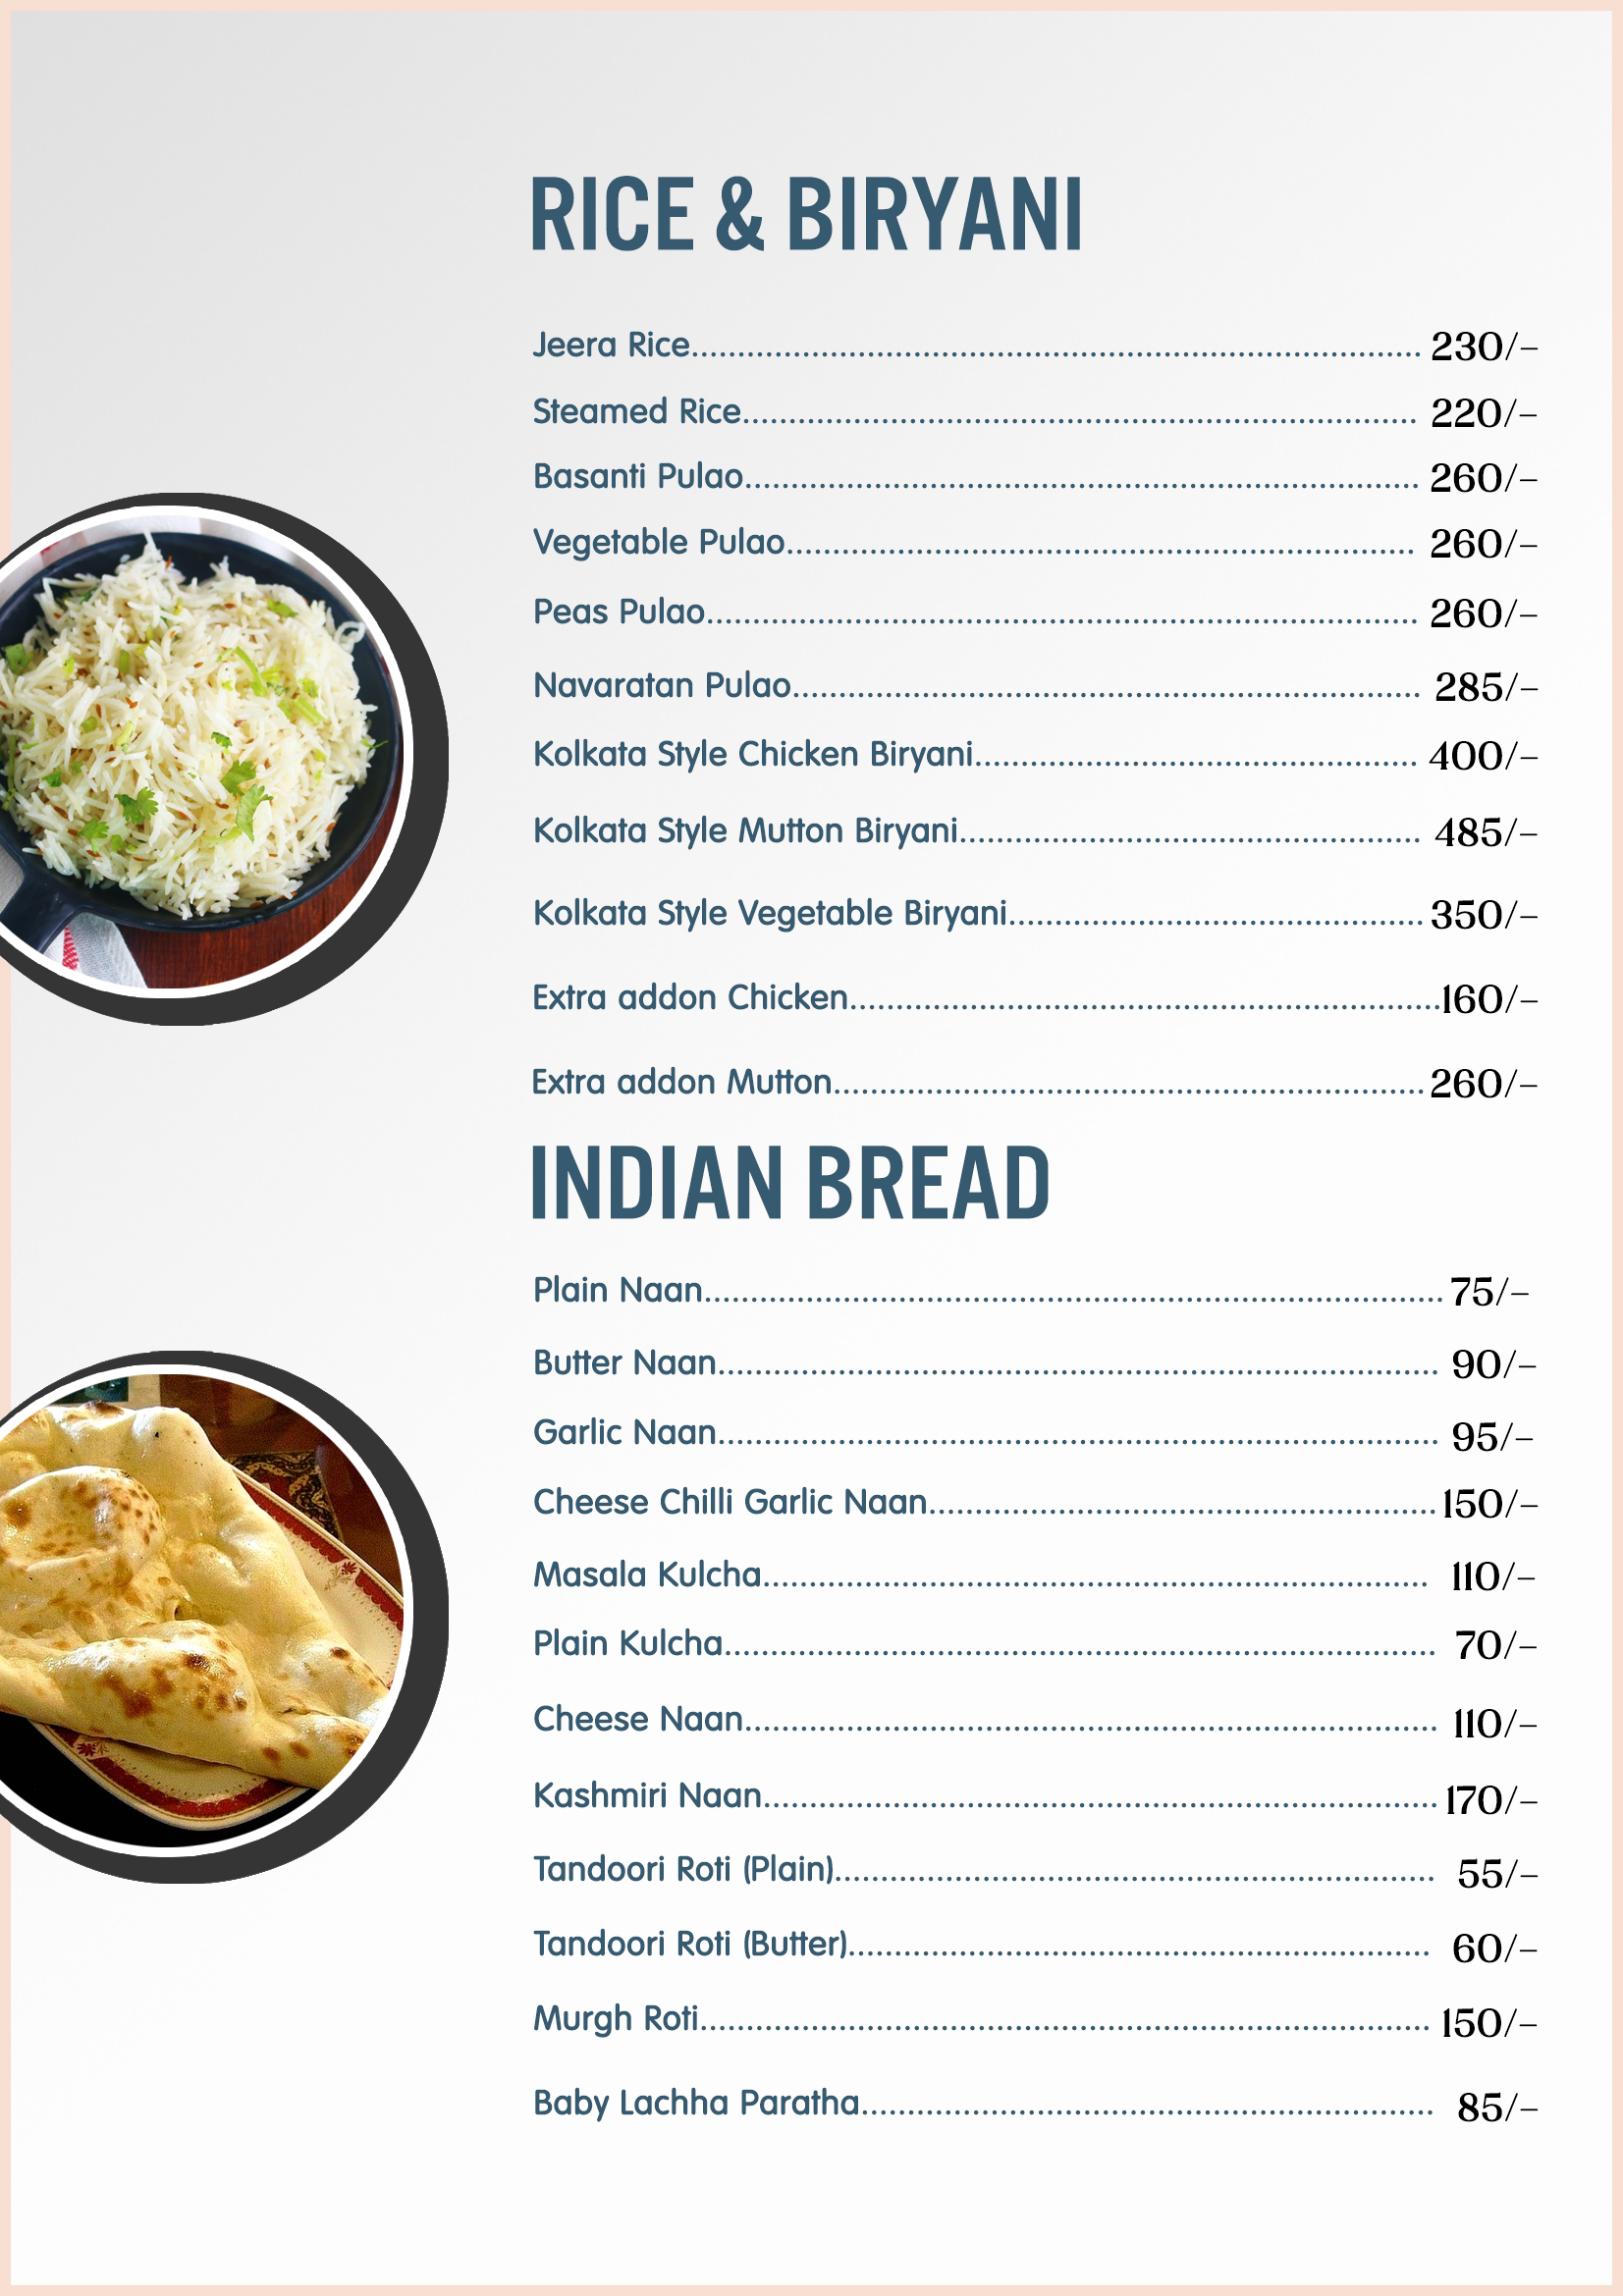 RICE & BIRYANI
Jeera Rice........................................ 230/-
Steamed Rice........................................ 220/-
Basanti Pulao........................................ 260/-
Vegetable Pulao........................................ 260/-
Peas Pulao........................................ 260/-
Navaratan Pulao........................................ 285/-
Kolkata Style Chicken Biryani........................................ 400/-
Kolkata Style Mutton Biryani........................................ 485/-
Kolkata Style Vegetable Biryani........................................ 350/-
Extra addon Chicken........................................160/-
Extra addon Mutton........................................ 260/-
INDIAN BREAD
Plain Naan........................................ 75/-
Butter Naan........................................ 90/-
Garlic Naan........................................ 95/-
Cheese Chilli Garlic Naan........................................ 150/-
Masala Kulcha........................................ 110/-
Plain Kulcha........................................ 70/-
Cheese Naan........................................ 110/-
Kashmiri Naan........................................ 170/-
Tandoori Roti (Plain)........................................ 55/-
Tandoori Roti (Butter)........................................ 60/-
Murgh Roti........................................ 150/-
Baby Lachha Paratha........................................ 85/-